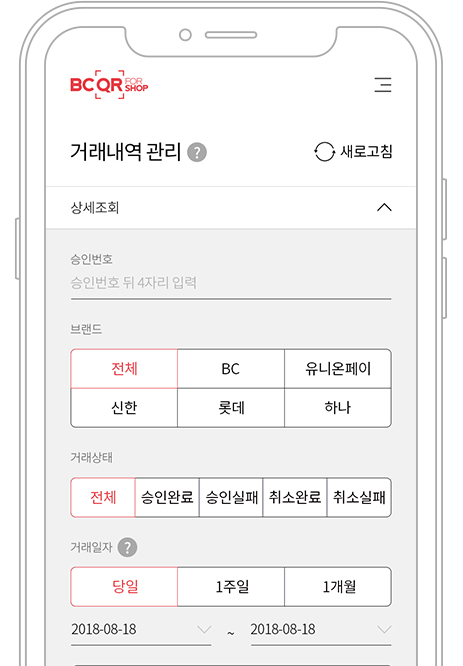 BC QR FOR SHOP
거래내역 관리 ? 새로고침
상세조회
승인번호
승인번호 뒤 4자리 입력
브랜드
전체 BC 유니온페이
신한 롯데 하나
거래상태
전체 승인완료 승인실패 취소완료 취소실패
거래일자 ?
당일 1주일 1개월
2018-08-18 ~ 2018-08-18